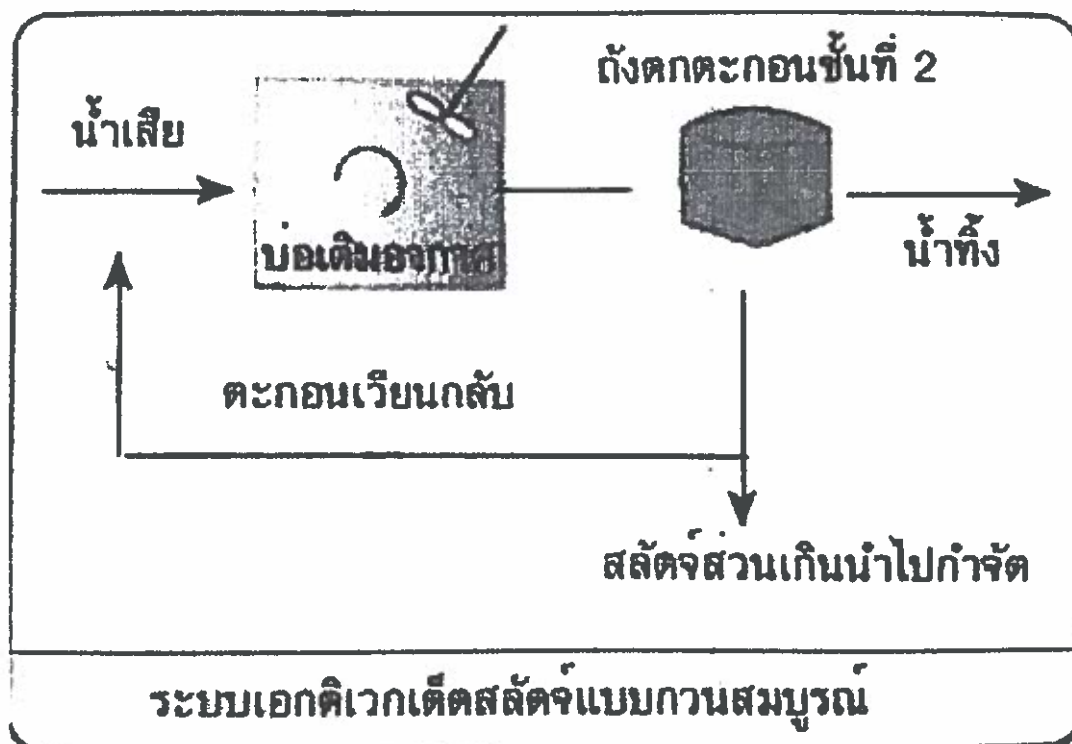 ถังตกตะกอนชั้นที่ 2
น้ำเสีย
บ่อเติมอากาศ
น้ำทิ้ง
ตะกอนเวียนกลับ
สลัดจ์ส่วนเกินนำไปกำจัด
ระบบเอกติเวกเต็ดสลัดจ์แบบกวนสมบูรณ์